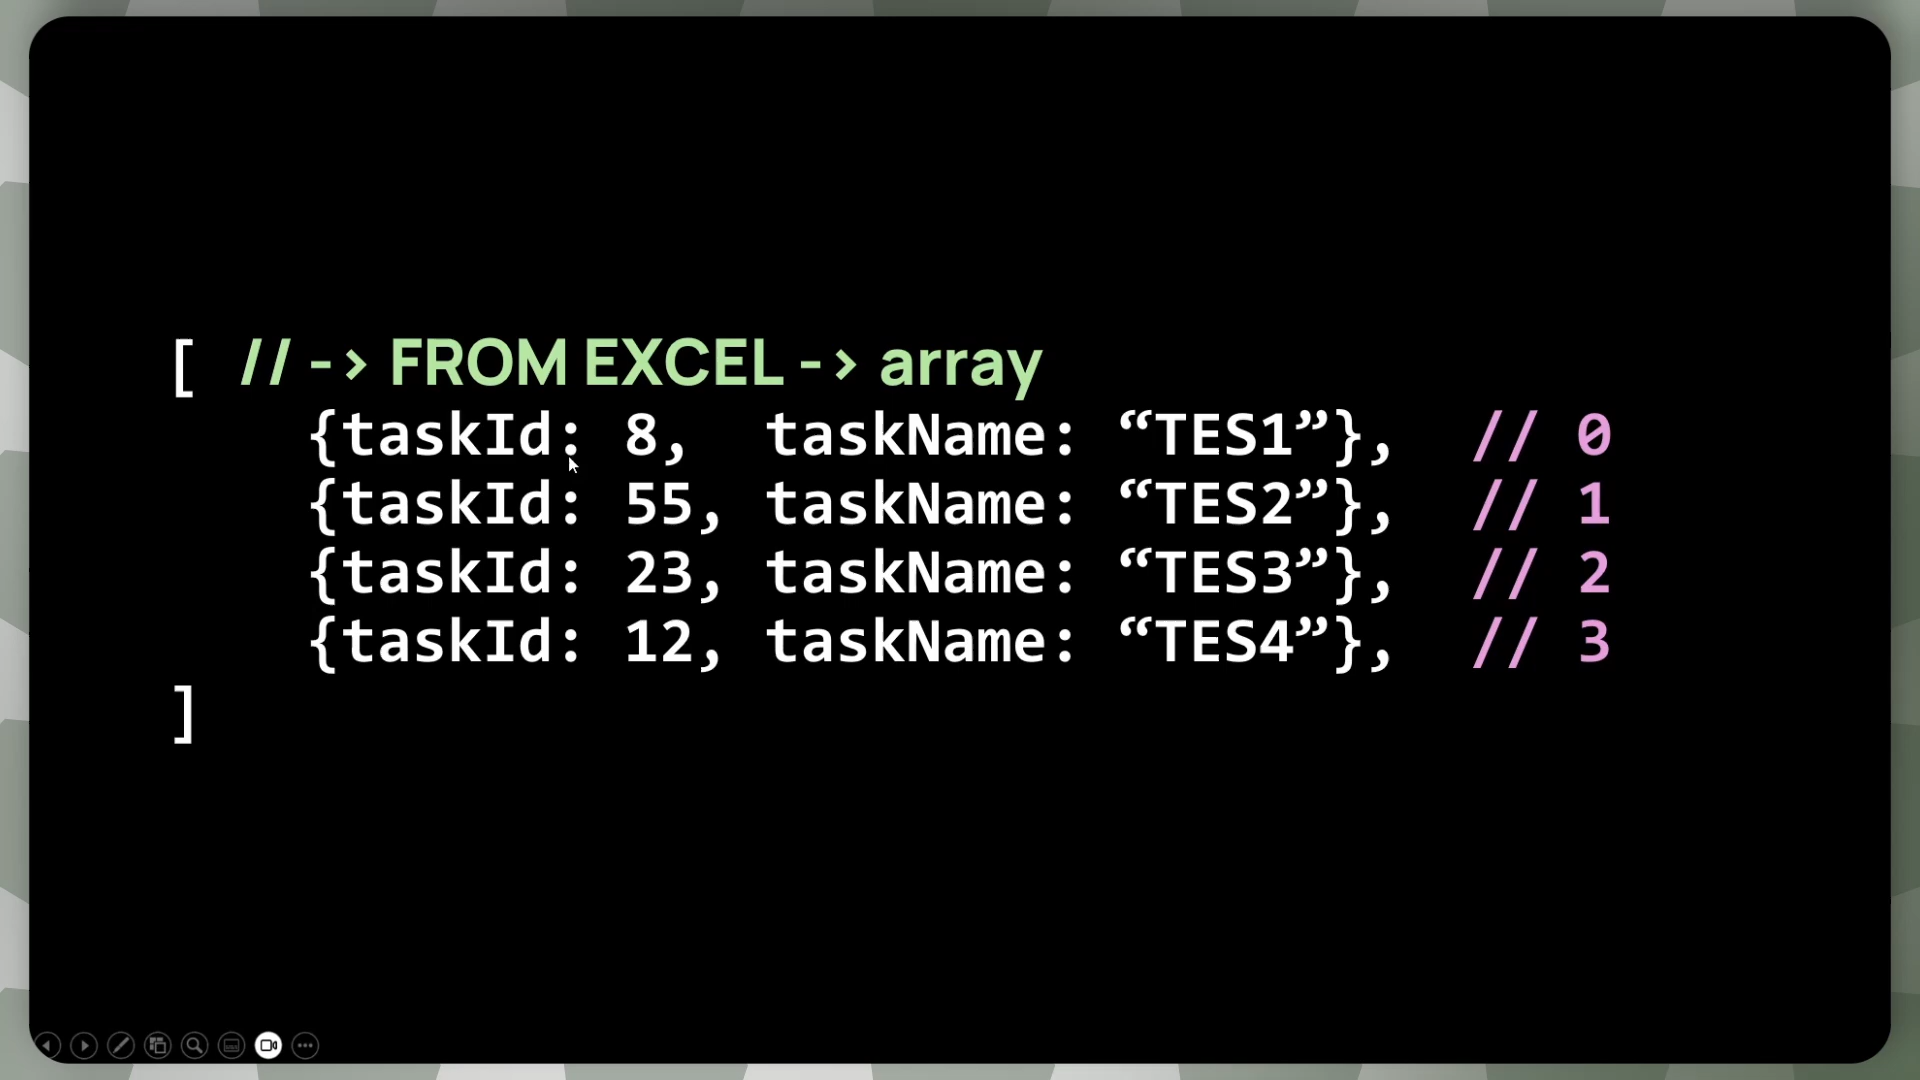 [ // -> FROM EXCEL -> array
{taskId: 8, taskName: “TES1”}, // 0
{taskId: 55, taskName: “TES2”}, // 1
{taskId: 23, taskName: “TES3”}, // 2
{taskId: 12, taskName: “TES4”}, // 3
]